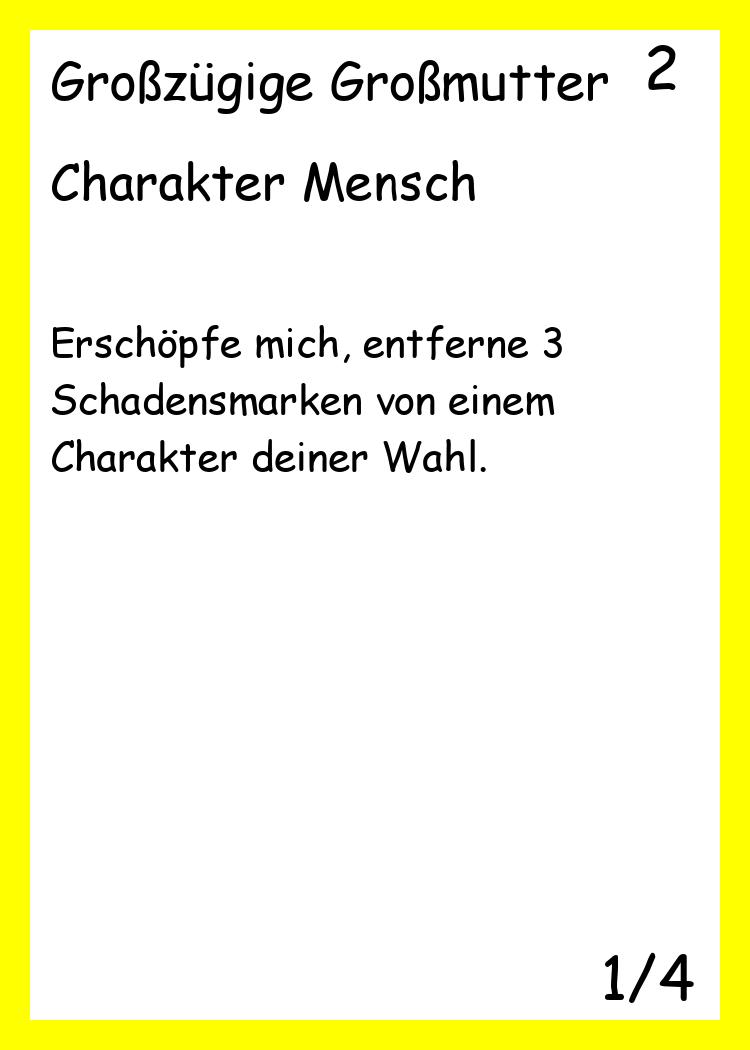 Großzügige Großmutter 2
Charakter Mensch
Erschöpfe mich, entferne 3
Schadensmarken von einem
Charakter deiner Wahl.
1/4